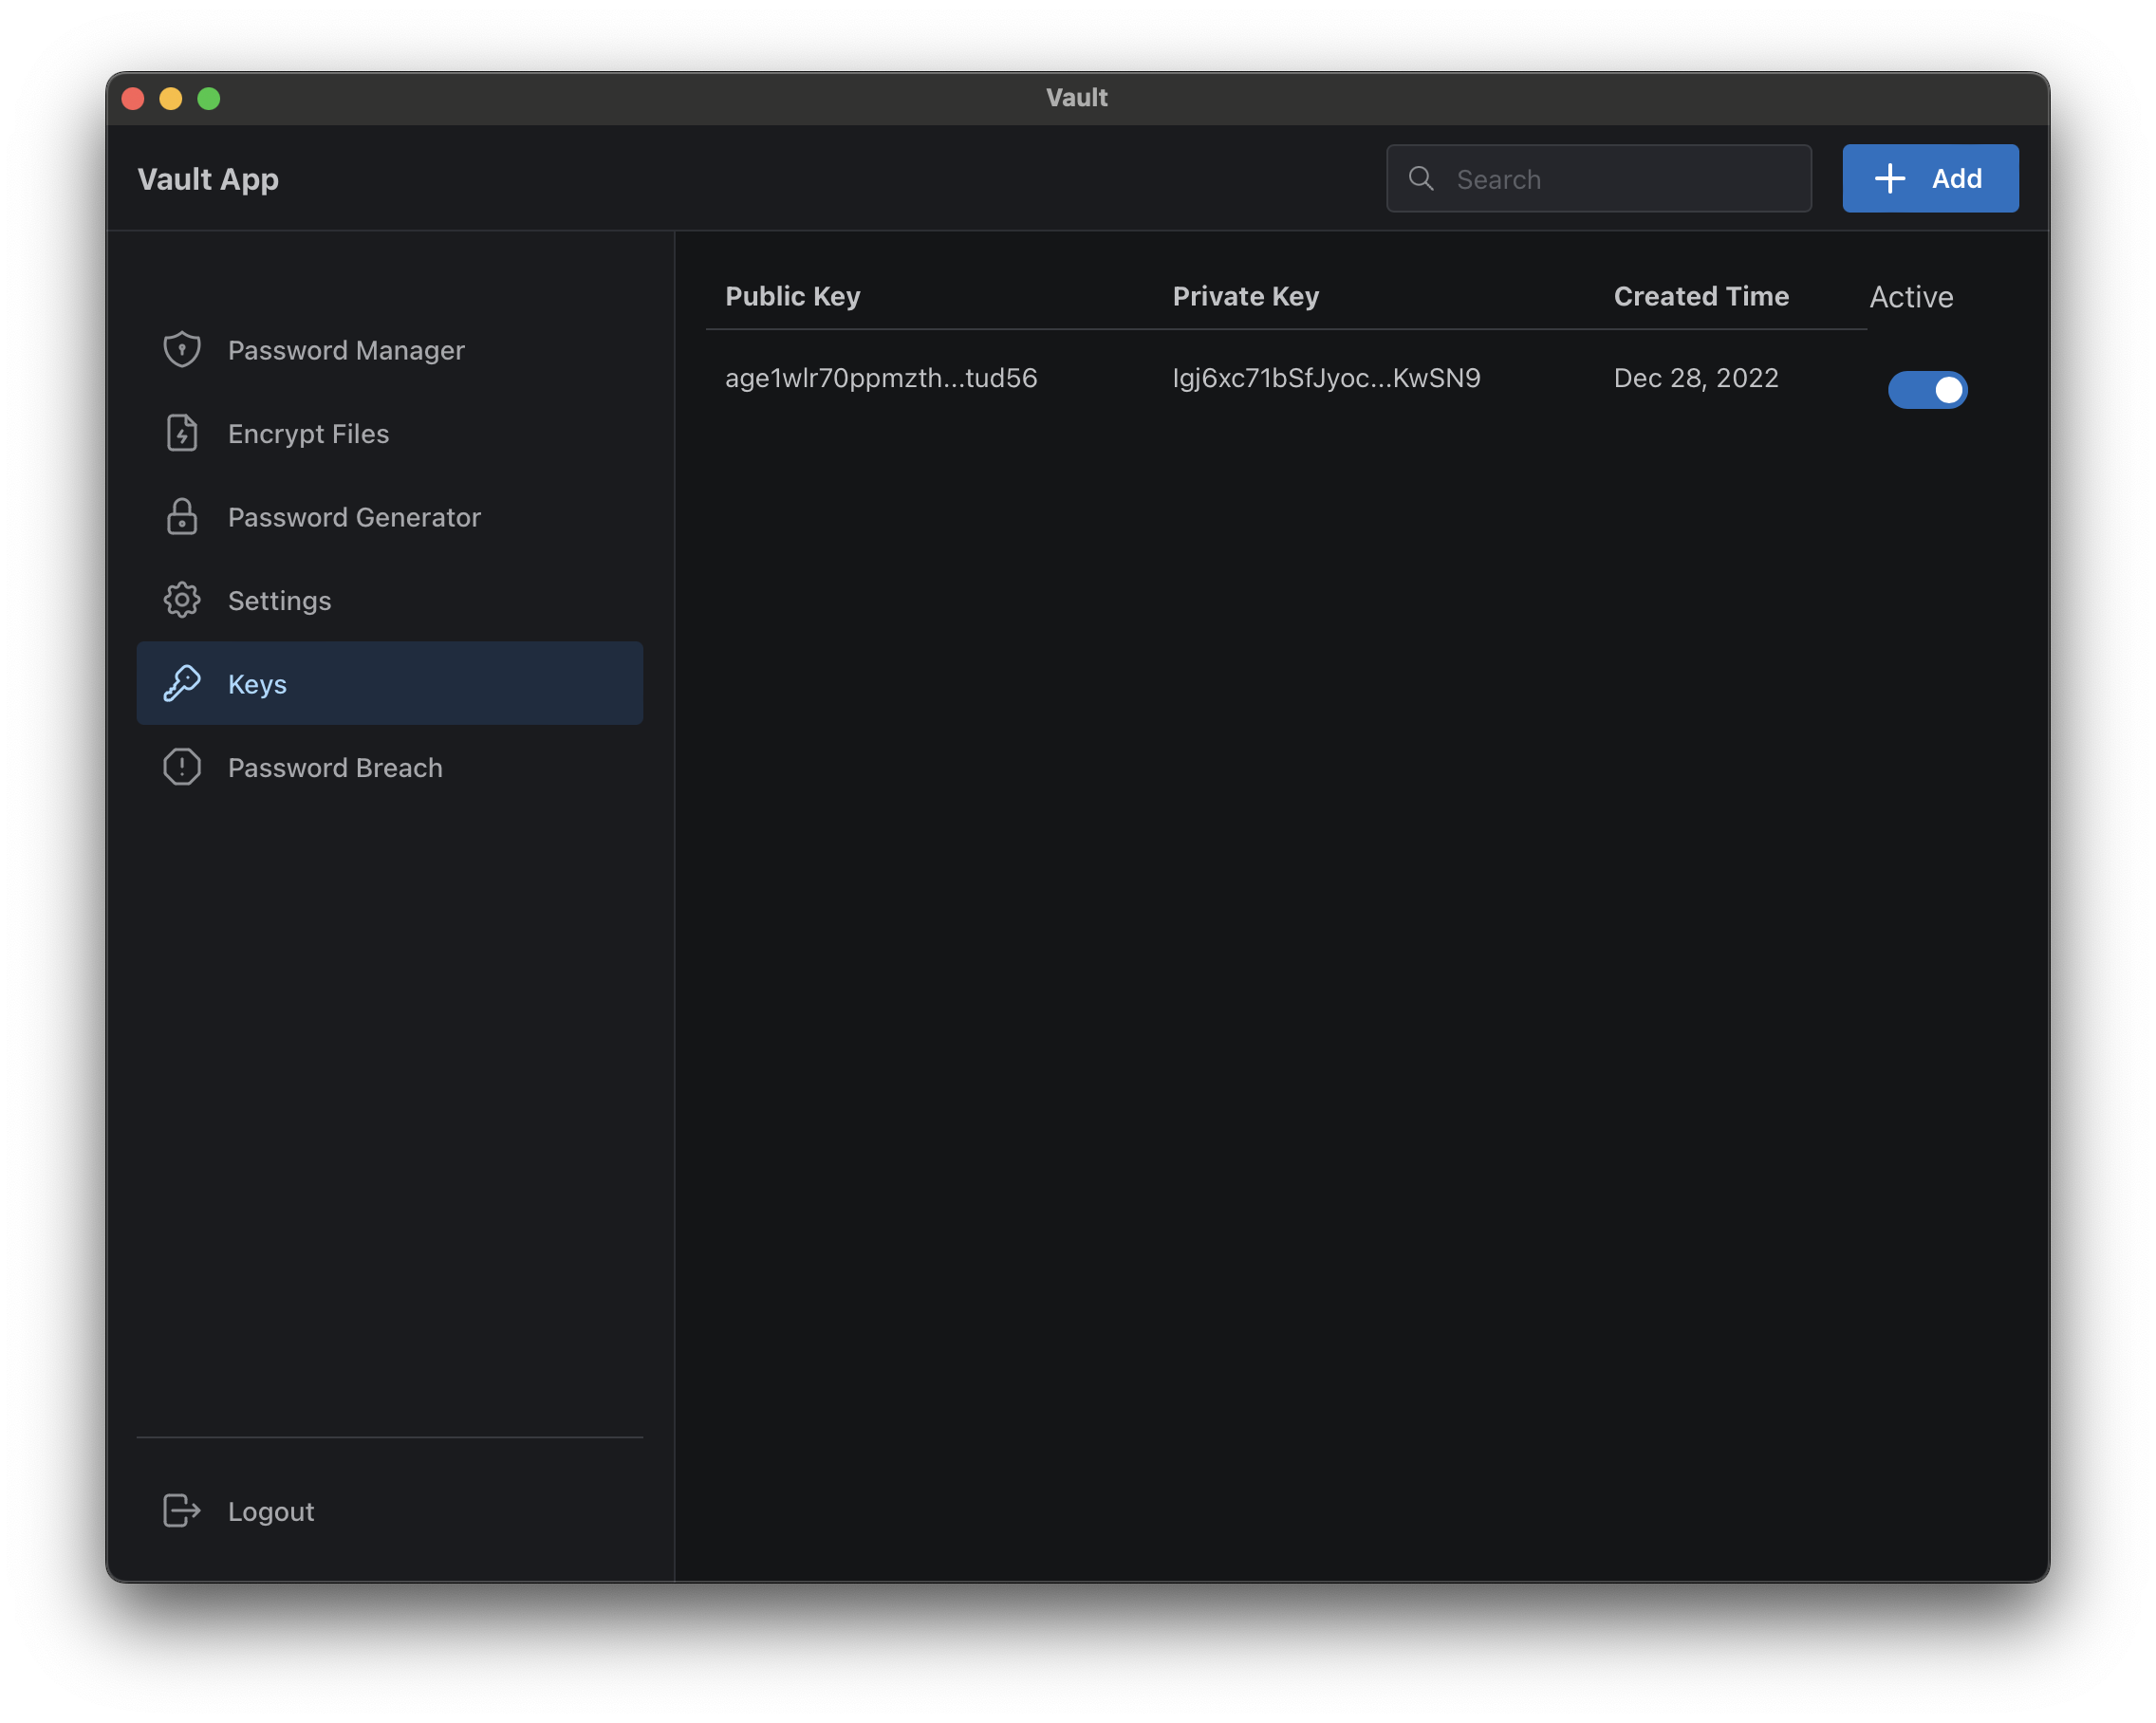 Vault
Vault App
Search
Add
Password Manager
Encrypt Files
Password Generator
Settings
Keys
Password Breach
Logout
Public Key Private Key Created Time Active
age1wlr70ppmzth...tud56 lgj6xc71bSfJyoc...KwSN9 Dec 28, 2022